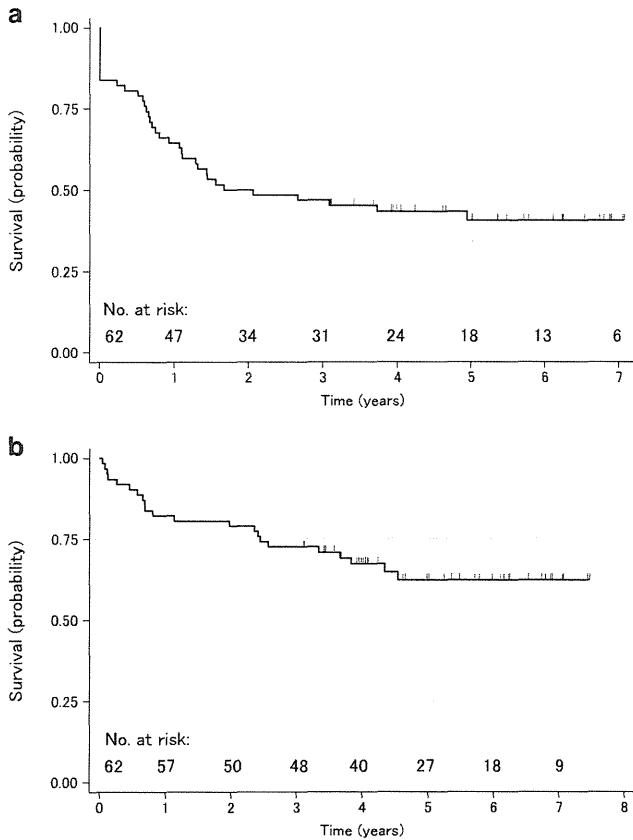 a
1.00
0.75
0.50
0.25
0.00
Survival (probability)
No. at risk:
62 47 34 31 24 18 13 6
0 1 2 3 4 5 6 7
Time (years)
b
1.00
0.75
0.50
0.25
0.00
Survival (probability)
No. at risk:
62 57 50 48 40 27 18 9
0 1 2 3 4 5 6 7 8
Time (years)